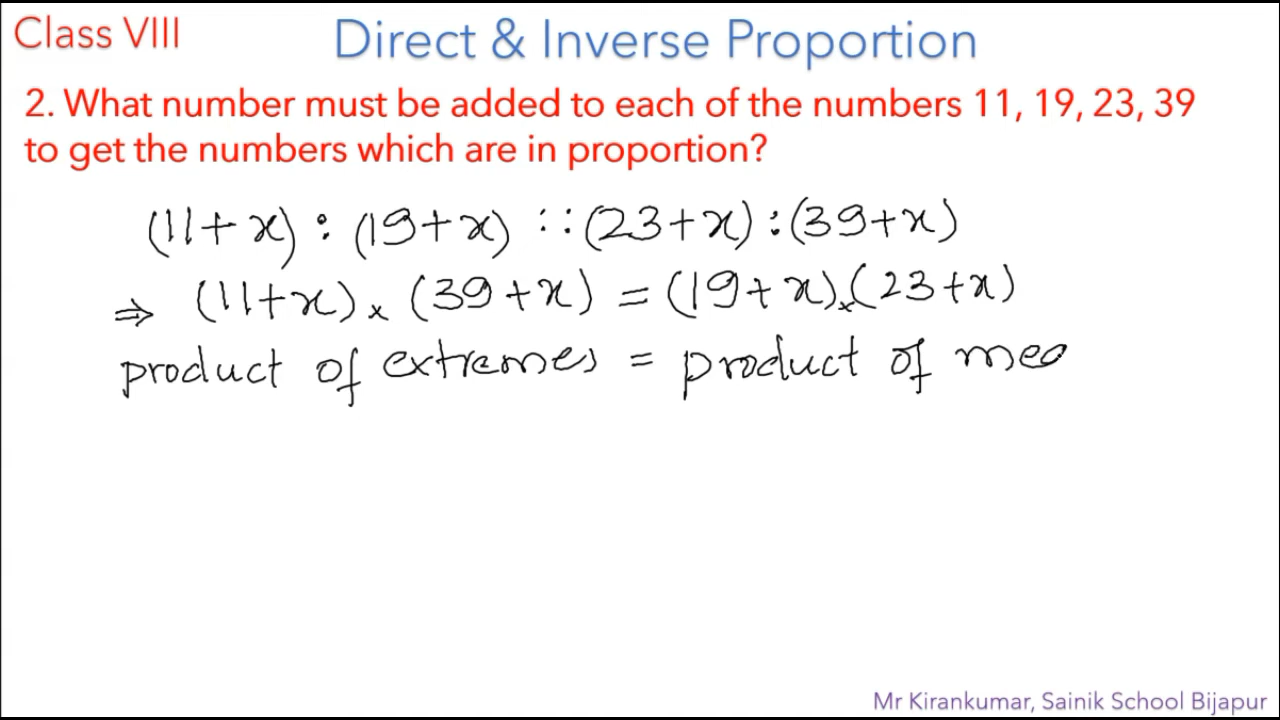 Class VIII
Direct & Inverse Proportion
2. What number must be added to each of the numbers 11, 19, 23, 39
to get the numbers which are in proportion?
(11+x) : (19+x) :: (23+x) : (39+x)
⇒ (11+x) × (39+x) = (19+x) × (23+x)
product of extremes = product of mea
Mr Kirankumar, Sainik School Bijapur